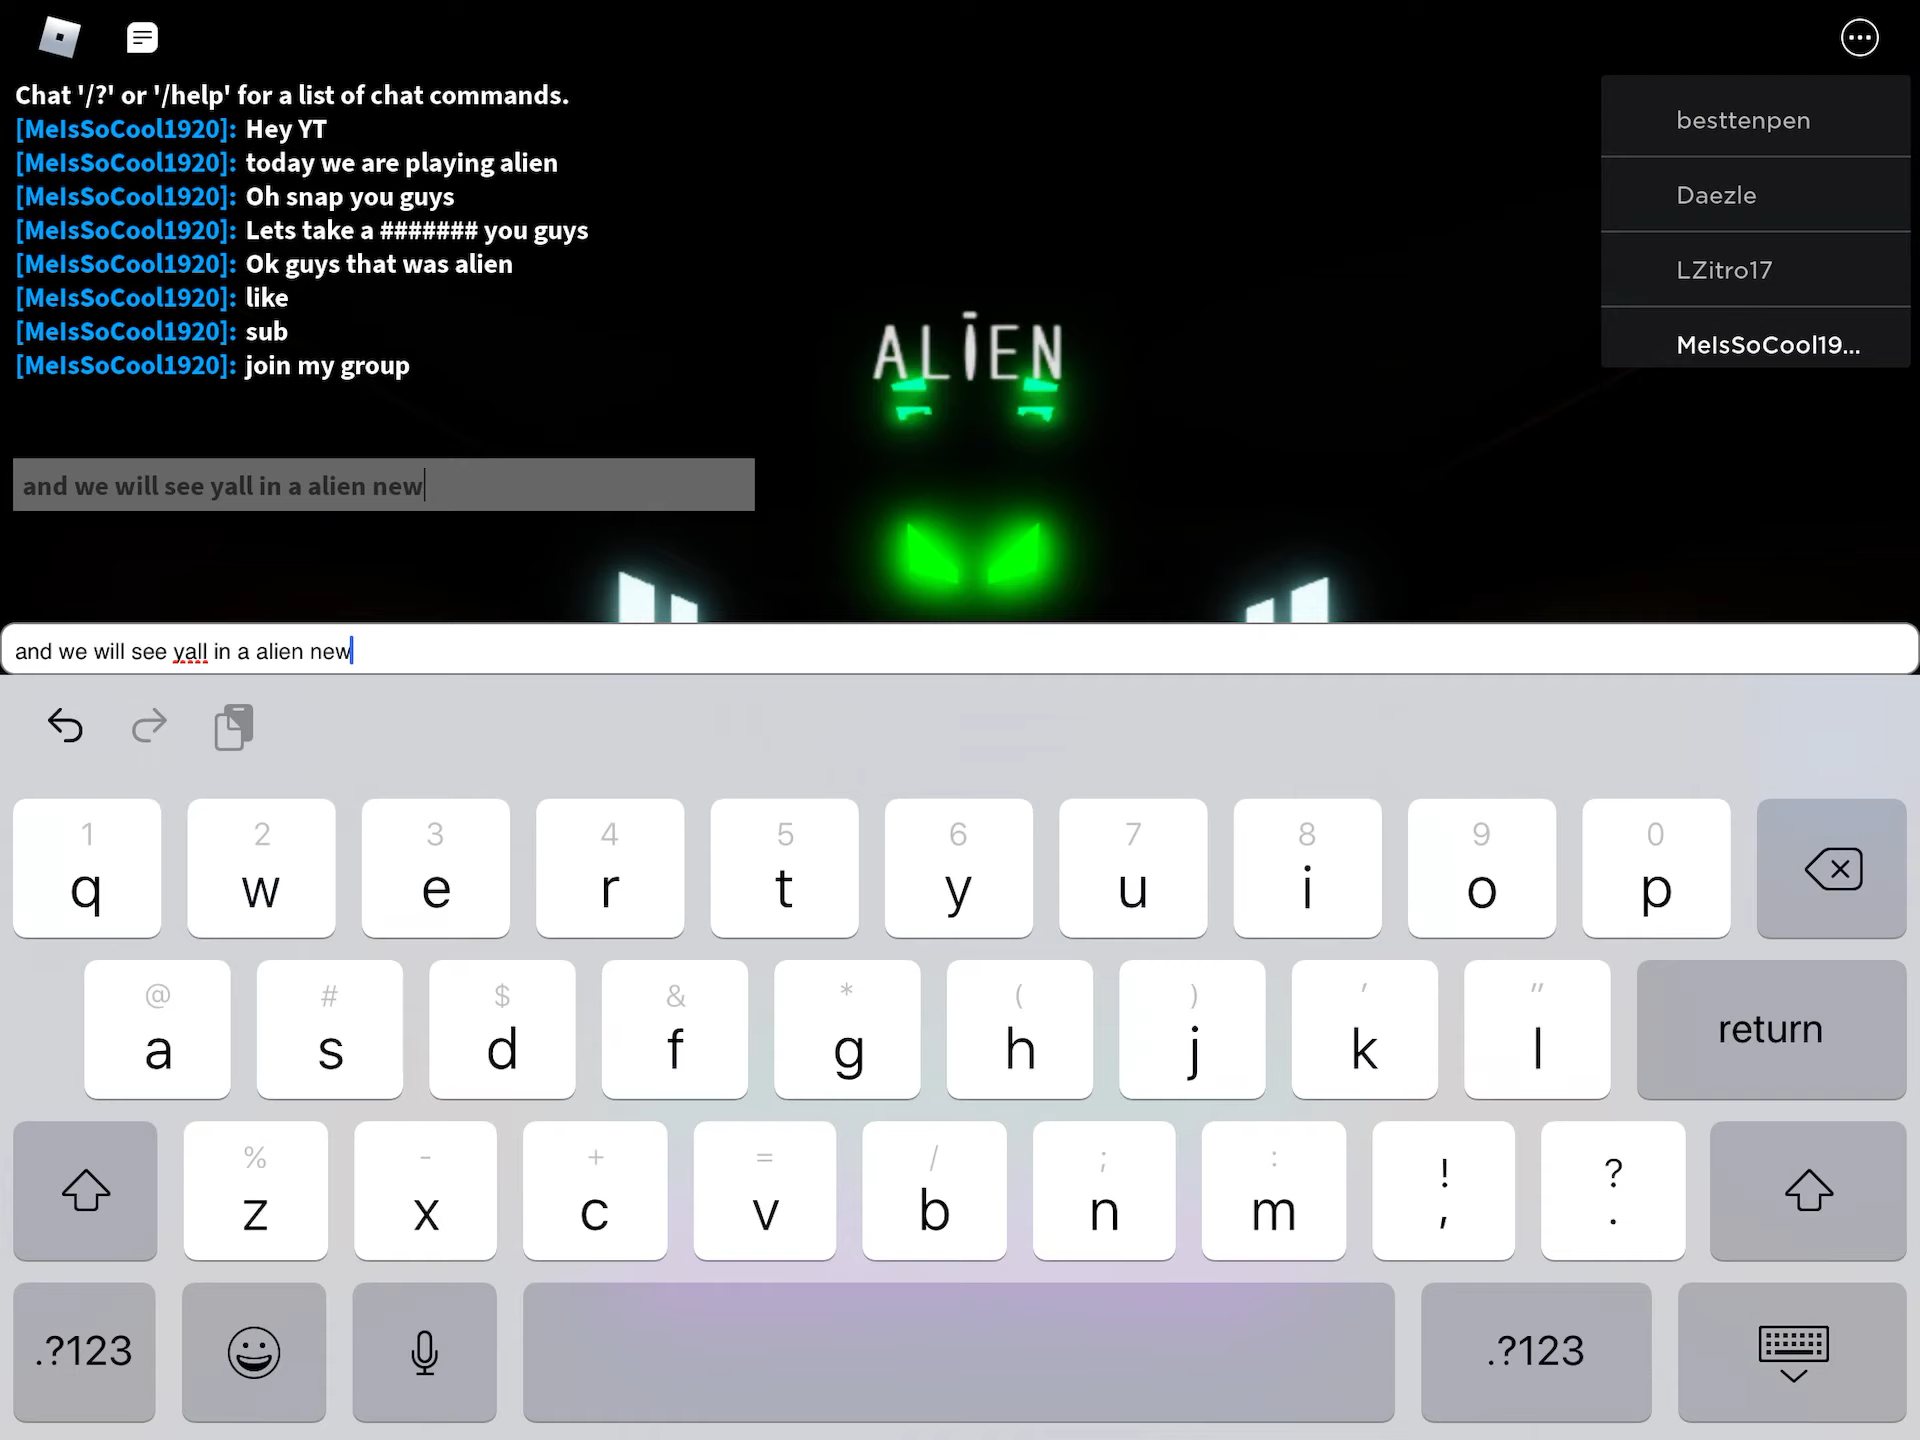 Chat '/?' or '/help' for a list of chat commands.
[MeIsSoCool1920]: Hey YT
[MeIsSoCool1920]: today we are playing alien
[MeIsSoCool1920]: Oh snap you guys
[MeIsSoCool1920]: Lets take a ####### you guys
[MeIsSoCool1920]: Ok guys that was alien
[MeIsSoCool1920]: like
[MeIsSoCool1920]: sub
[MeIsSoCool1920]: join my group
besttenpen
Daezle
LZitro17
MeIsSoCool19...
ALIEN
and we will see yall in a alien new
and we will see yall in a alien new
1 2 3 4 5 6 7 8 9 0
q w e r t y u i o p
@ # $ & * ( ) ' "
a s d f g h j k l return
% - + = / ; : ! ?
z x c v b n m , .
.?123 .?123